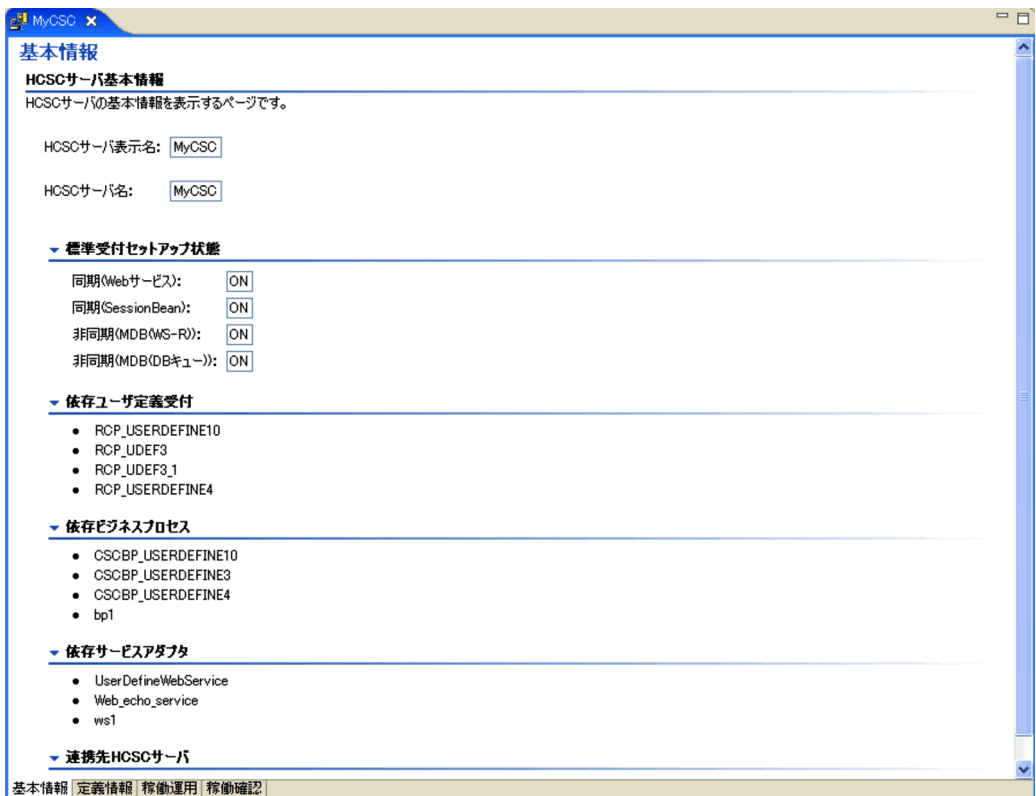 MyCSC
基本情報
HCSCサーバ基本情報
HCSCサーバの基本情報を表示するページです。
HCSCサーバ表示名: MyCSC
HCSCサーバ名: MyCSC
標準受付セットアップ状態
同期(Webサービス): ON
同期(SessionBean): ON
非同期(MDB(WS-R)): ON
非同期(MDB(DBキュー)): ON
依存ユーザ定義受付
● RCP_USERDEFINE10
● RCP_UDEF3
● RCP_UDEF3_1
● RCP_USERDEFINE4
依存ビジネスプロセス
● CSCBP_USERDEFINE10
● CSCBP_USERDEFINE3
● CSCBP_USERDEFINE4
● bp1
依存サービスアダプタ
● UserDefineWebService
● Web_echo_service
● ws1
連携先HCSCサーバ
基本情報 定義情報 稼働運用 稼働確認